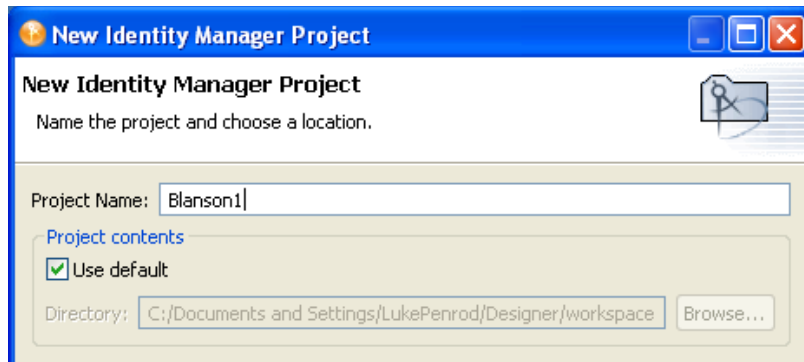 New Identity Manager Project
New Identity Manager Project
Name the project and choose a location.
Project Name: Blanson1
Project contents
Use default
Directory: C:/Documents and Settings/LukePenrod/Designer/workspace Browse...